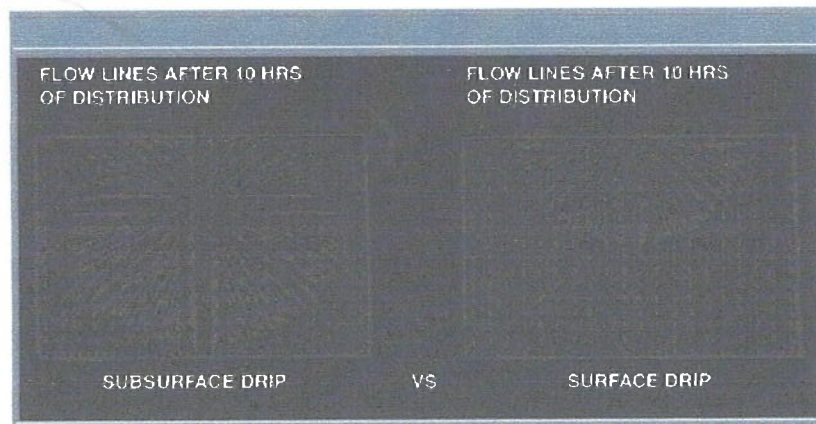 FLOW LINES AFTER 10 HRS
OF DISTRIBUTION
FLOW LINES AFTER 10 HRS
OF DISTRIBUTION
SUBSURFACE DRIP VS SURFACE DRIP